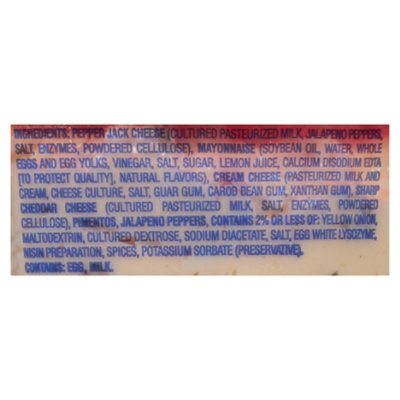 INGREDIENTS: PEPPER JACK CHEESE (CULTURED PASTEURIZED MILK, JALAPENO PEPPERS,
SALT, ENZYMES, POWDERED CELLULOSE), MAYONNAISE (SOYBEAN OIL, WATER, WHOLE
EGGS AND EGG YOLKS, VINEGAR, SALT, SUGAR, LEMON JUICE, CALCIUM DISODIUM EDTA
[TO PROTECT QUALITY], NATURAL FLAVORS), CREAM CHEESE (PASTEURIZED MILK AND
CREAM, CHEESE CULTURE, SALT, GUAR GUM, CAROB BEAN GUM, XANTHAN GUM), SHARP
CHEDDAR CHEESE (CULTURED PASTEURIZED MILK, SALT, ENZYMES, POWDERED
CELLULOSE), PIMENTOS, JALAPENO PEPPERS, CONTAINS 2% OR LESS OF: YELLOW ONION,
MALTODEXTRIN, CULTURED DEXTROSE, SODIUM DIACETATE, SALT, EGG WHITE LYSOZYME,
NISIN PREPARATION, SPICES, POTASSIUM SORBATE (PRESERVATIVE).
CONTAINS: EGG, MILK.